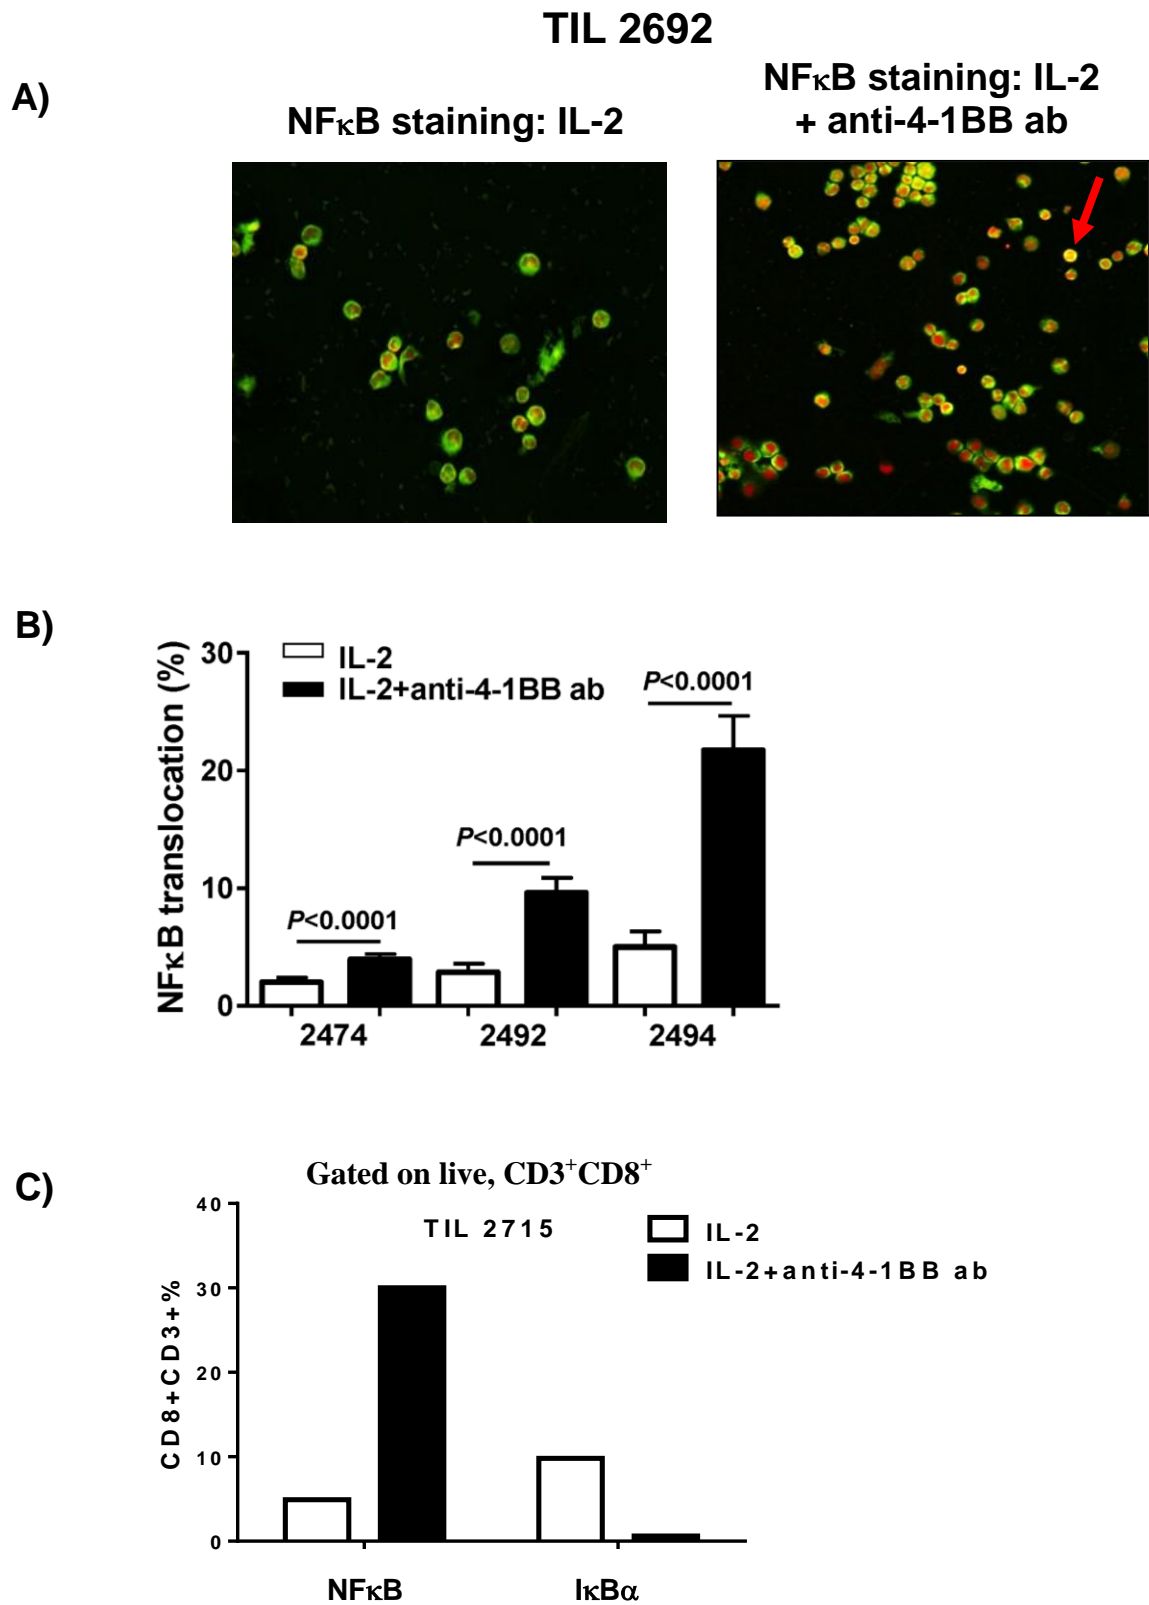 TIL 2692
A)
NFκB staining: IL-2
NFκB staining: IL-2
+ anti-4-1BB ab
B)
NFκB translocation (%)
30
20
10
0
IL-2
IL-2+anti-4-1BB ab
P<0.0001
P<0.0001
P<0.0001
2474
2492
2494
C)
Gated on live, CD3⁺CD8⁺
TIL 2715
IL-2
IL-2+anti-4-1BB ab
CD8+CD3+%
40
30
20
10
0
NFκB
IκBα